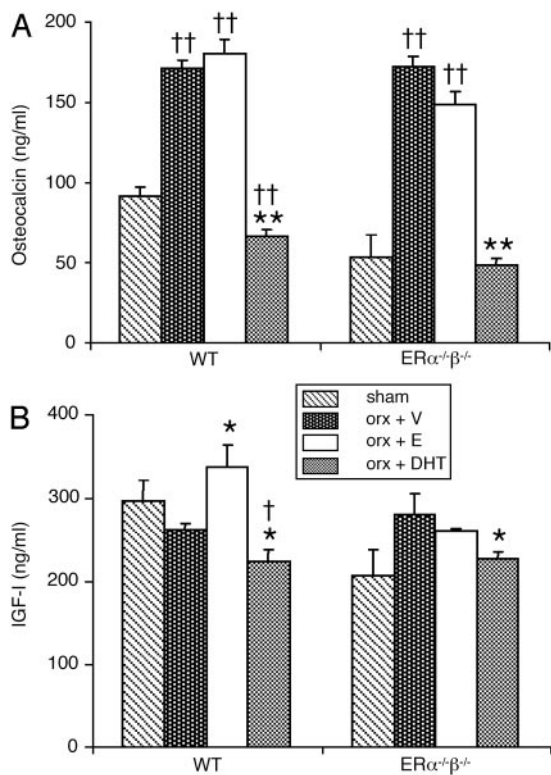 A
200
††
††
††
††
150
Osteocalcin (ng/ml)
100
††
**
**
50
0
WT
ERα-/-β-/-
B
400
sham
orx + V
orx + E
orx + DHT
*
300
†
*
*
IGF-I (ng/ml)
200
100
0
WT
ERα-/-β-/-